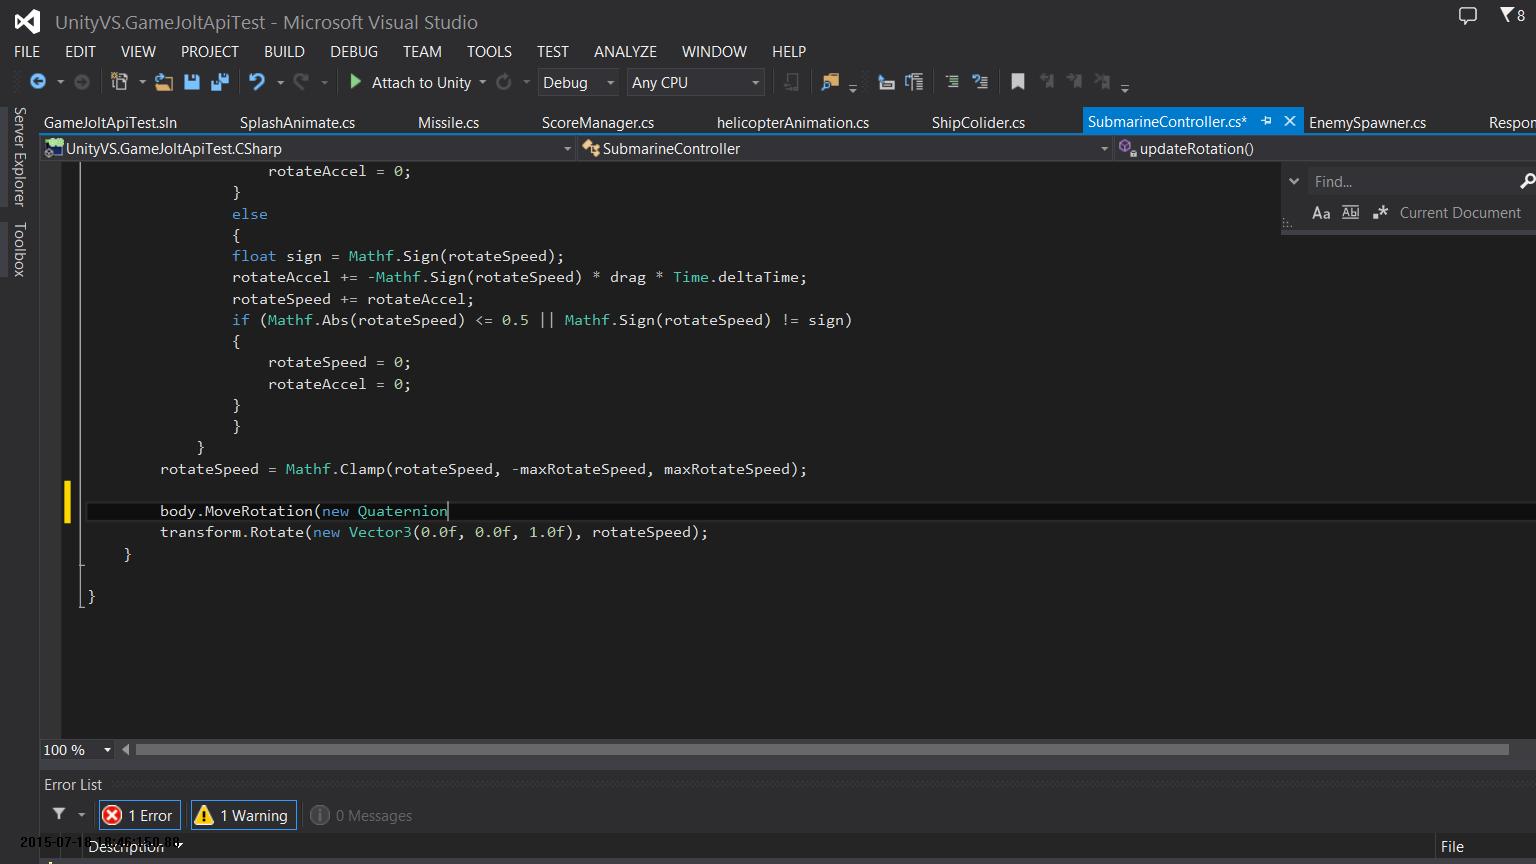 UnityVS.GameJoltApiTest - Microsoft Visual Studio
8
FILE EDIT VIEW PROJECT BUILD DEBUG TEAM TOOLS TEST ANALYZE WINDOW HELP
Attach to Unity Debug Any CPU
Server Explorer
Toolbox
GameJoltApiTest.sln SplashAnimate.cs Missile.cs ScoreManager.cs helicopterAnimation.cs ShipColider.cs SubmarineController.cs* EnemySpawner.cs Respon
UnityVS.GameJoltApiTest.CSharp SubmarineController updateRotation()
Find...
Aa Abl .* Current Document
rotateAccel = 0;
}
else
{
float sign = Mathf.Sign(rotateSpeed);
rotateAccel += -Mathf.Sign(rotateSpeed) * drag * Time.deltaTime;
rotateSpeed += rotateAccel;
if (Mathf.Abs(rotateSpeed) <= 0.5 || Mathf.Sign(rotateSpeed) != sign)
{
rotateSpeed = 0;
rotateAccel = 0;
}
}
}
rotateSpeed = Mathf.Clamp(rotateSpeed, -maxRotateSpeed, maxRotateSpeed);
body.MoveRotation(new Quaternion
transform.Rotate(new Vector3(0.0f, 0.0f, 1.0f), rotateSpeed);
}
}
100 %
Error List
1 Error 1 Warning 0 Messages
Description File